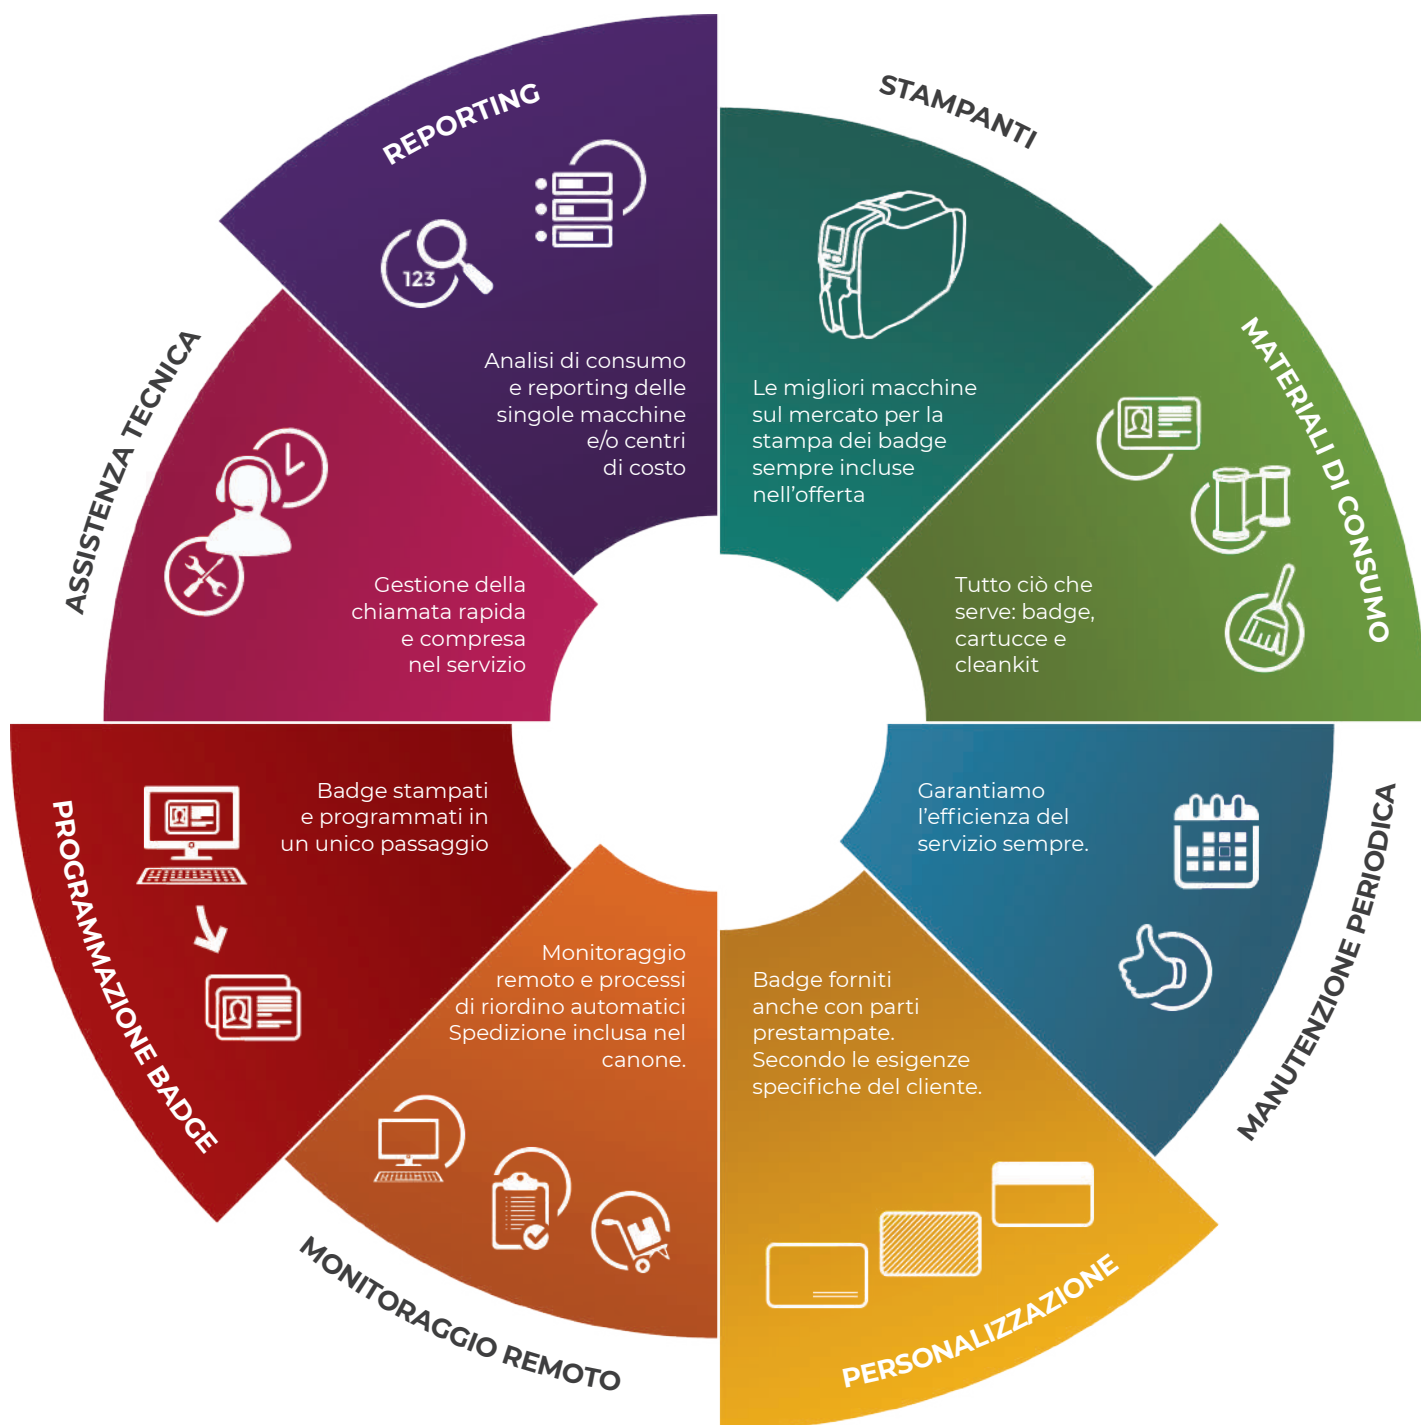 REPORTING
123
Analisi di consumo
e reporting delle
singole macchine
e/o centri
di costo
STAMPANTI
Le migliori macchine
sul mercato per la
stampa dei badge
sempre incluse
nell’offerta
MATERIALI DI CONSUMO
Tutto ciò che
serve: badge,
cartucce e
cleankit
MANUTENZIONE PERIODICA
Garantiamo
l’efficienza del
servizio sempre.
PERSONALIZZAZIONE
Badge forniti
anche con parti
prestampate.
Secondo le esigenze
specifiche del cliente.
MONITORAGGIO REMOTO
Monitoraggio
remoto e processi
di riordino automatici
Spedizione inclusa nel
canone.
PROGRAMMAZIONE BADGE
Badge stampati
e programmati in
un unico passaggio
ASSISTENZA TECNICA
Gestione della
chiamata rapida
e compresa
nel servizio